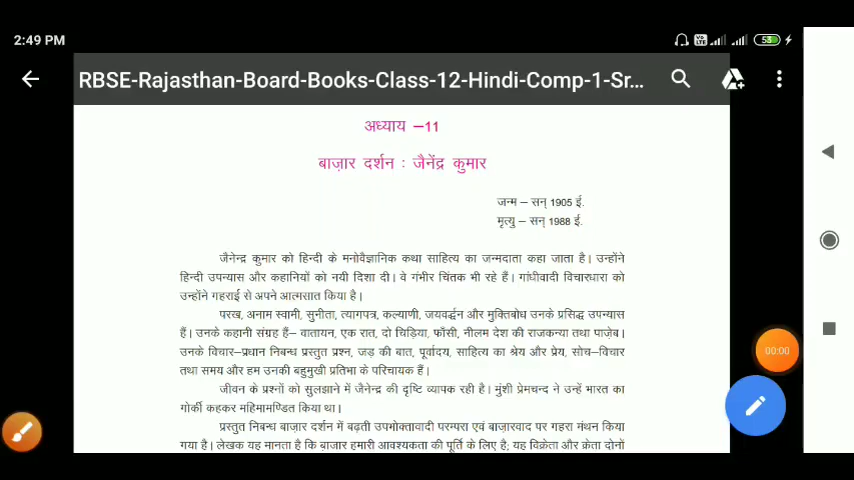 2:49 PM
53
RBSE-Rajasthan-Board-Books-Class-12-Hindi-Comp-1-Sr...
अध्याय –11
बाज़ार दर्शन : जैनेंद्र कुमार
जन्म – सन् 1905 ई.
मृत्यु – सन् 1988 ई.
जैनेंद्र कुमार को हिन्दी के मनोवैज्ञानिक कथा साहित्य का जन्मदाता कहा जाता है। उन्होंने
हिन्दी उपन्यास और कहानियों को नयी दिशा दी। वे गंभीर चिंतक भी रहे हैं। गांधीवादी विचारधारा को
उन्होंने गहराई से अपने आत्मसात किया है।
परख, अनाम स्वामी, सुनीता, त्यागपत्र, कल्याणी, जयवर्द्धन और मुक्तिबोध उनके प्रसिद्ध उपन्यास
हैं। उनके कहानी संग्रह हैं– वातायन, एक रात, दो चिड़िया, फाँसी, नीलम देश की राजकन्या तथा पाज़ेब।
उनके विचार–प्रधान निबन्ध प्रस्तुत प्रश्न, जड़ की बात, पूर्वादय, साहित्य का श्रेय और प्रेय, सोच–विचार
तथा समय और हम उनकी बहुमुखी प्रतिभा के परिचायक हैं।
जीवन के प्रश्नों को सुलझाने में जैनेन्द्र की दृष्टि व्यापक रही है। मुंशी प्रेमचन्द ने उन्हें भारत का
गोर्की कहकर महिमामण्डित किया था।
प्रस्तुत निबन्ध बाज़ार दर्शन में बढ़ती उपभोक्तावादी परम्परा एवं बाज़ारवाद पर गहरा मंथन किया
गया है। लेखक यह मानता है कि बाज़ार हमारी आवश्यकता की पूर्ति के लिए है; यह विक्रेता और क्रेता दोनों
00:00